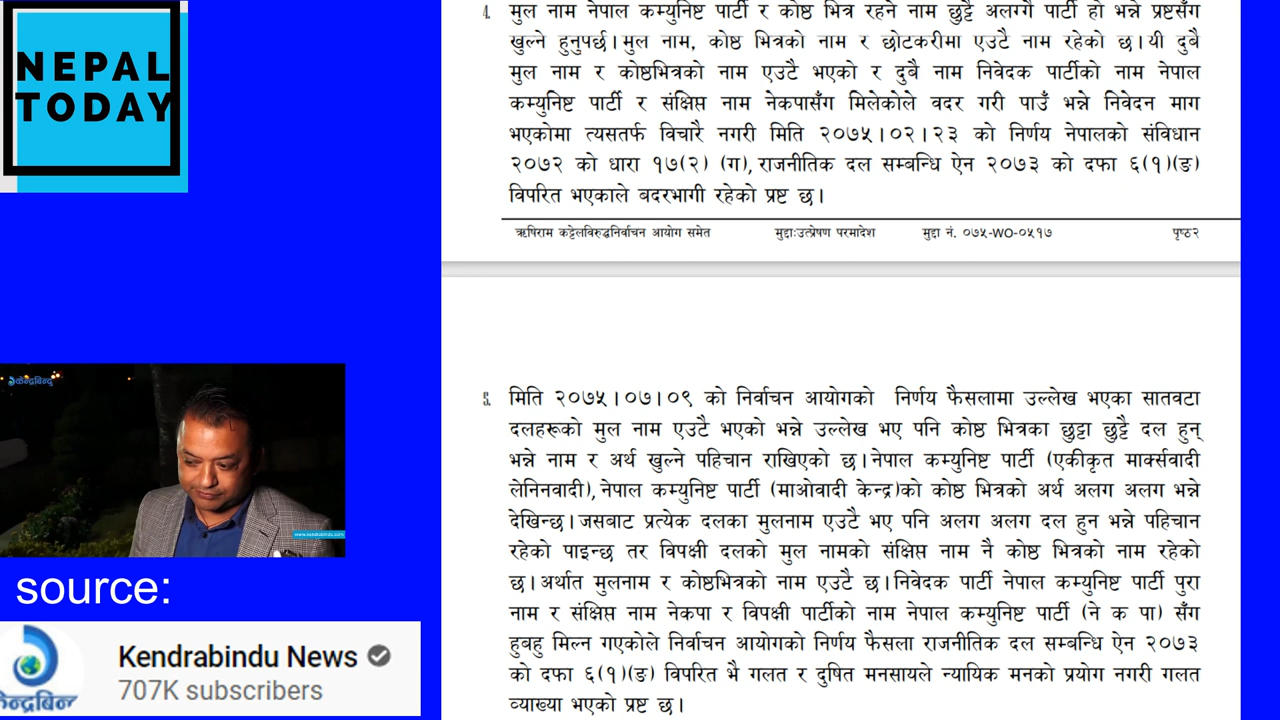 NEPAL
TODAY
केन्द्रबिन्दु
www.kendrabindu.com
source:
Kendrabindu News
707K subscribers
केन्द्रबिन्दु
4. मुल नाम नेपाल कम्युनिष्ट पार्टी र कोष्ठ भित्र रहने नाम छुट्टै अलग्गै पार्टी हो भन्ने प्रष्टसँग
खुल्ने हुनुपर्छ। मुल नाम, कोष्ठ भित्रको नाम र छोटकरीमा एउटै नाम रहेको छ। यी दुबै
मुल नाम र कोष्ठभित्रको नाम एउटै भएको र दुबै नाम निवेदक पार्टीको नाम नेपाल
कम्युनिष्ट पार्टी र संक्षिप्त नाम नेकपासँग मिलेकोले वदर गरी पाउँ भन्ने निवेदन माग
भएकोमा त्यसतर्फ विचारै नगरी मिति २०७५।०२।२३ को निर्णय नेपालको संविधान
२०७२ को धारा १७(२) (ग), राजनीतिक दल सम्बन्धि ऐन २०७३ को दफा ६(१)(ङ)
विपरित भएकाले बदरभागी रहेको प्रष्ट छ।
ऋषिराम कट्टेलविरुद्धनिर्वाचन आयोग समेत मुद्दाःउत्प्रेषण परमादेश मुद्दा नं. ०७५-WO-०५१७ पृष्ठ२
5. मिति २०७५।०७।०९ को निर्वाचन आयोगको निर्णय फैसलामा उल्लेख भएका सातवटा
दलहरूको मुल नाम एउटै भएको भन्ने उल्लेख भए पनि कोष्ठ भित्रका छुट्टा छुट्टै दल हुन्
भन्ने नाम र अर्थ खुल्ने पहिचान राखिएको छ। नेपाल कम्युनिष्ट पार्टी (एकीकृत मार्क्सवादी
लेनिनवादी), नेपाल कम्युनिष्ट पार्टी (माओवादी केन्द्र)को कोष्ठ भित्रको अर्थ अलग अलग भन्ने
देखिन्छ। जसबाट प्रत्येक दलका मुलनाम एउटै भए पनि अलग अलग दल हुन भन्ने पहिचान
रहेको पाइन्छ तर विपक्षी दलको मुल नामको संक्षिप्त नाम नै कोष्ठ भित्रको नाम रहेको
छ। अर्थात मुलनाम र कोष्ठभित्रको नाम एउटै छ। निवेदक पार्टी नेपाल कम्युनिष्ट पार्टी पुरा
नाम र संक्षिप्त नाम नेकपा र विपक्षी पार्टीको नाम नेपाल कम्युनिष्ट पार्टी (ने क पा) सँग
हुबहु मिल्न गएकोले निर्वाचन आयोगको निर्णय फैसला राजनीतिक दल सम्बन्धि ऐन २०७३
को दफा ६(१)(ङ) विपरित भै गलत र दुषित मनसायले न्यायिक मनको प्रयोग नगरी गलत
व्याख्या भएको प्रष्ट छ।